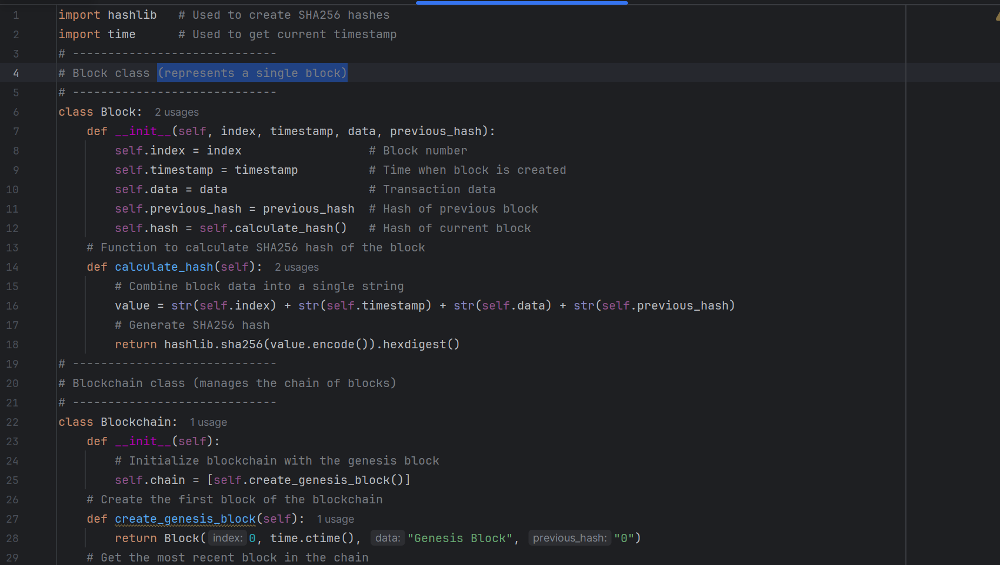 1 import hashlib   # Used to create SHA256 hashes
2 import time      # Used to get current timestamp
3 # -----------------------------
4 # Block class (represents a single block)
5 # -----------------------------
6 class Block:  2 usages
7     def __init__(self, index, timestamp, data, previous_hash):
8         self.index = index                  # Block number
9         self.timestamp = timestamp          # Time when block is created
10         self.data = data                    # Transaction data
11         self.previous_hash = previous_hash  # Hash of previous block
12         self.hash = self.calculate_hash()   # Hash of current block
13     # Function to calculate SHA256 hash of the block
14     def calculate_hash(self):  2 usages
15         # Combine block data into a single string
16         value = str(self.index) + str(self.timestamp) + str(self.data) + str(self.previous_hash)
17         # Generate SHA256 hash
18         return hashlib.sha256(value.encode()).hexdigest()
19 # -----------------------------
20 # Blockchain class (manages the chain of blocks)
21 # -----------------------------
22 class Blockchain:  1 usage
23     def __init__(self):
24         # Initialize blockchain with the genesis block
25         self.chain = [self.create_genesis_block()]
26     # Create the first block of the blockchain
27     def create_genesis_block(self):  1 usage
28         return Block( index: 0, time.ctime(),  data: "Genesis Block",  previous_hash: "0")
29     # Get the most recent block in the chain